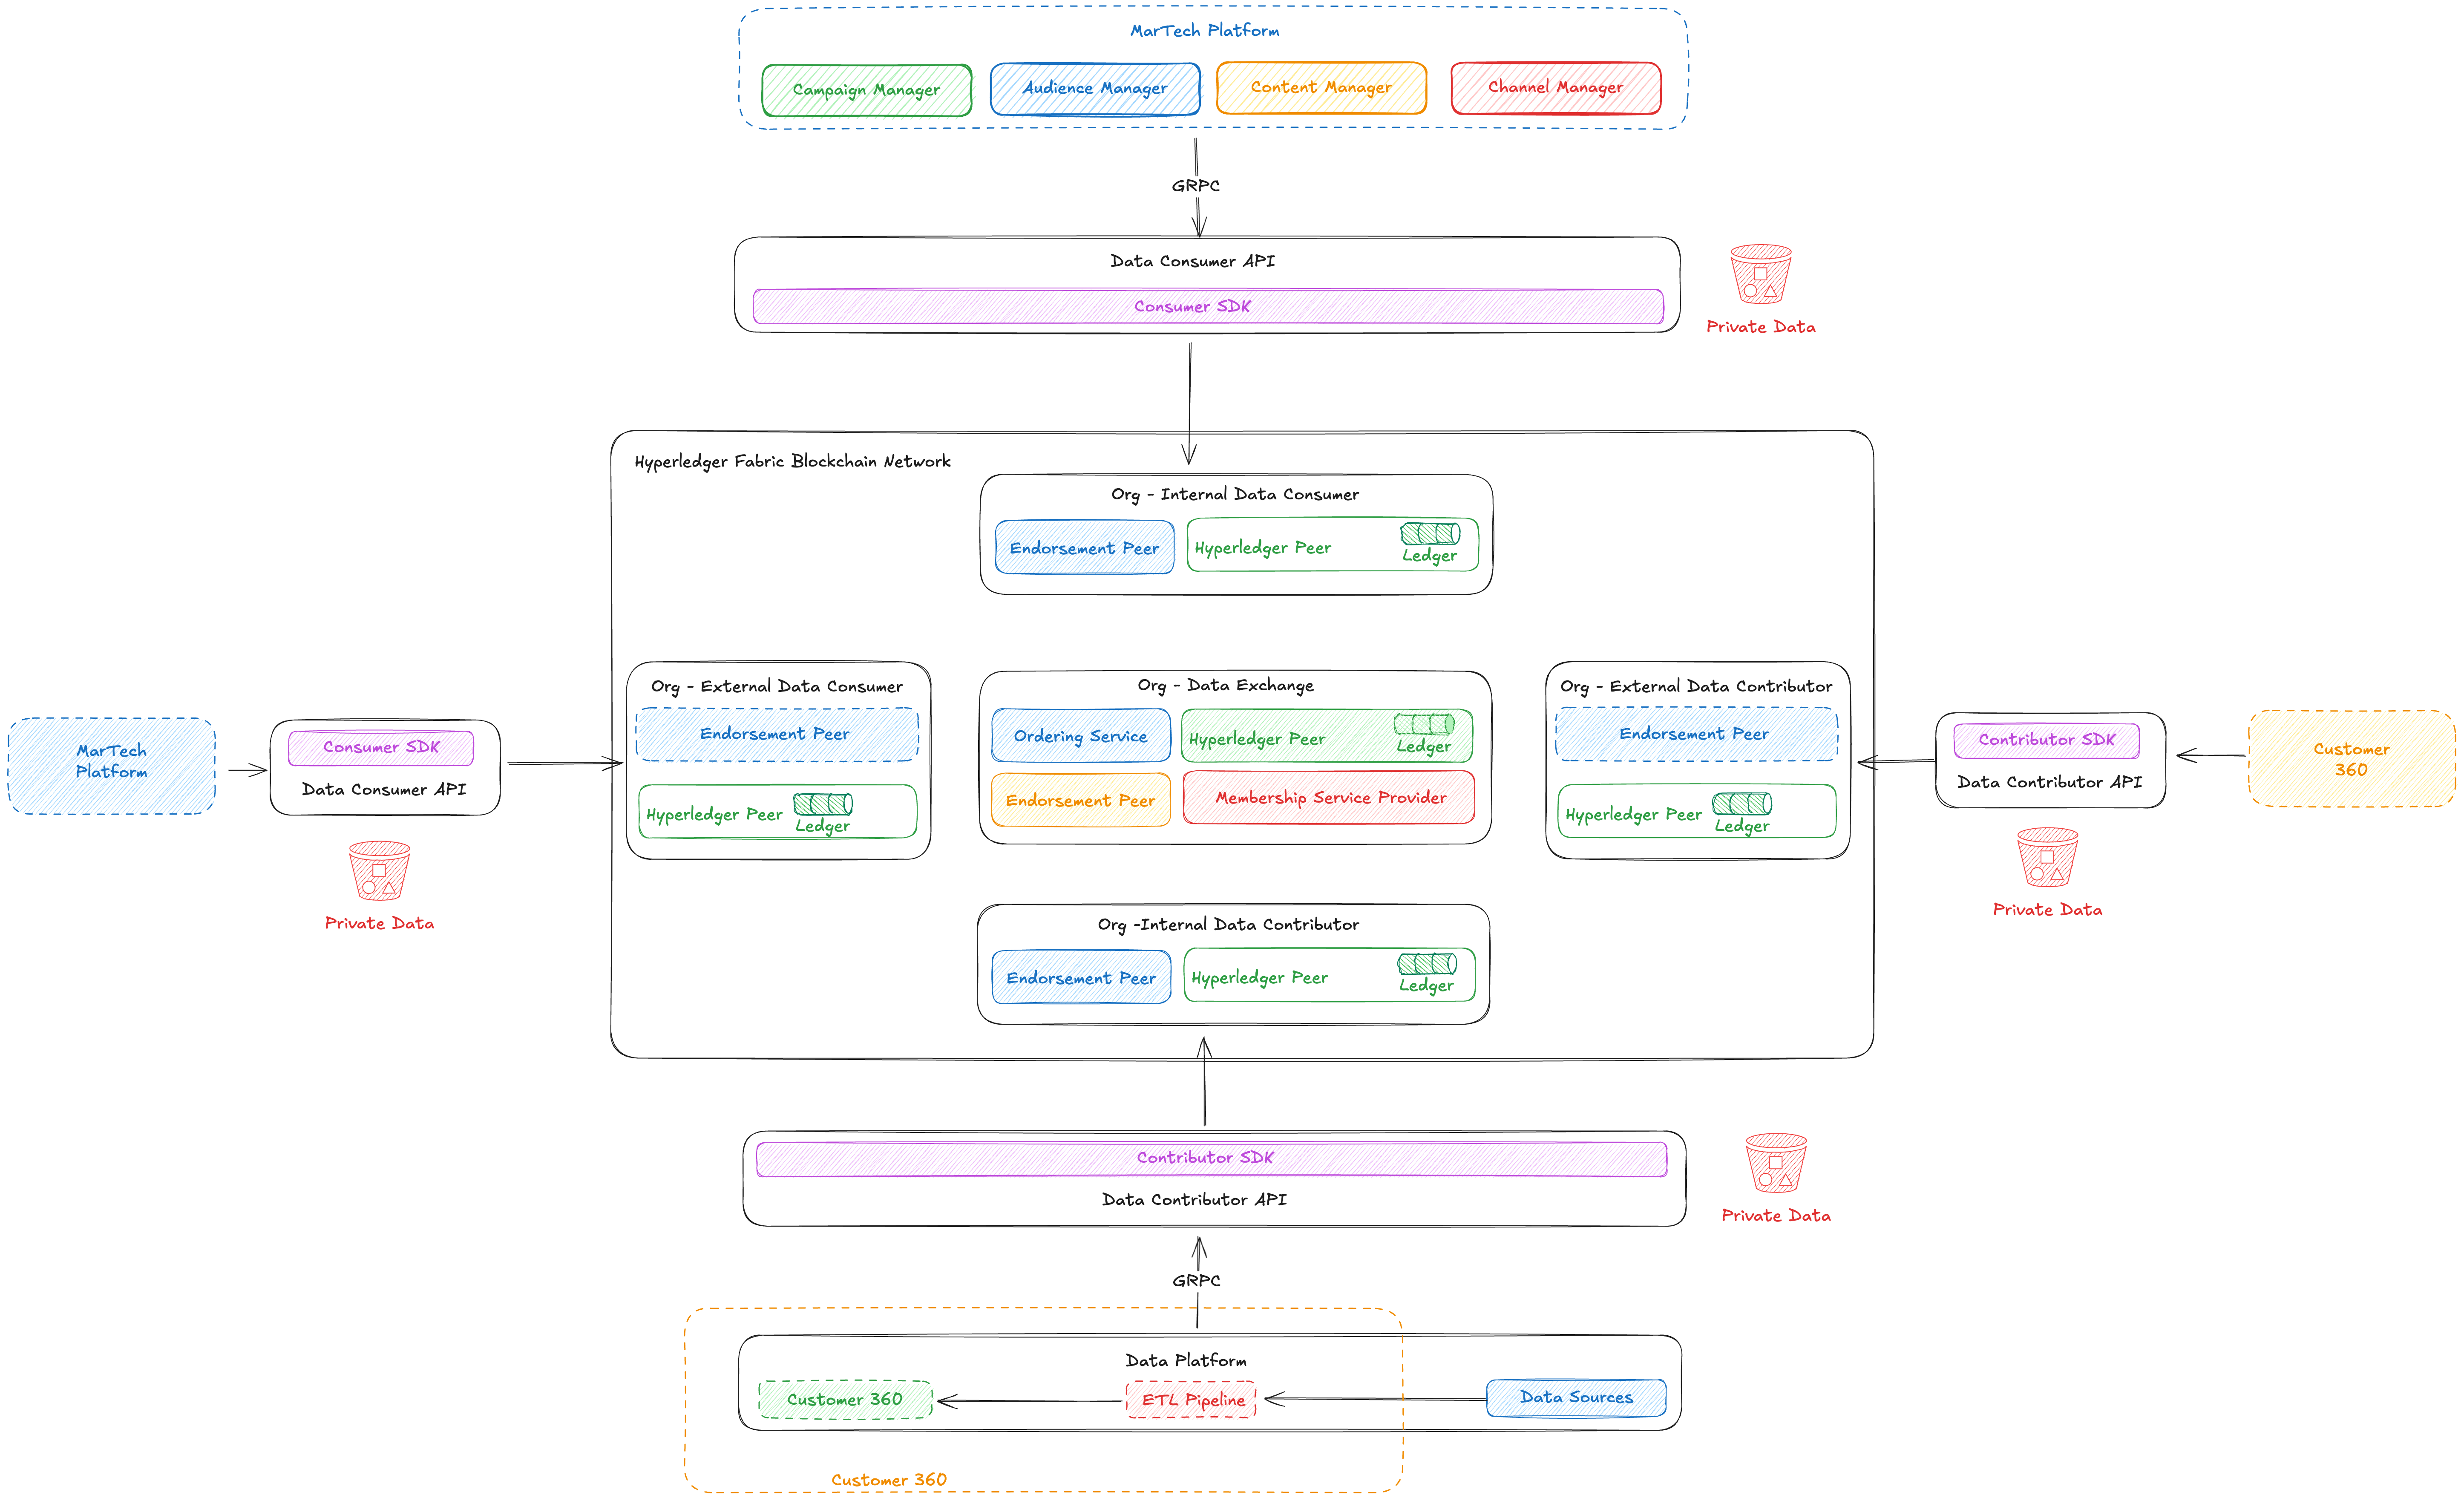 MarTech Platform
Campaign Manager
Audience Manager
Content Manager
Channel Manager
GRPC
Data Consumer API
Consumer SDK
Private Data
Hyperledger Fabric Blockchain Network
Org - Internal Data Consumer
Endorsement Peer
Hyperledger Peer
Ledger
MarTech
Platform
Consumer SDK
Data Consumer API
Private Data
Org - External Data Consumer
Endorsement Peer
Hyperledger Peer
Ledger
Org - Data Exchange
Ordering Service
Hyperledger Peer
Ledger
Endorsement Peer
Membership Service Provider
Org - External Data Contributor
Endorsement Peer
Hyperledger Peer
Ledger
Contributor SDK
Data Contributor API
Private Data
Customer
360
Org -Internal Data Contributor
Endorsement Peer
Hyperledger Peer
Ledger
Contributor SDK
Data Contributor API
Private Data
GRPC
Data Platform
Customer 360
ETL Pipeline
Data Sources
Customer 360